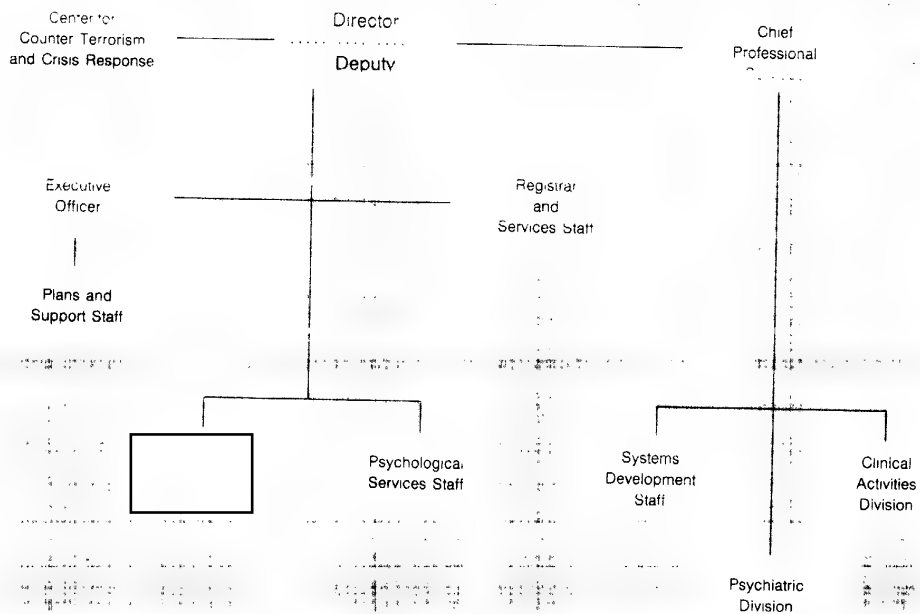 Center for
Counter Terrorism
and Crisis Response
Director
Deputy
Chief
Professional
Executive
Officer
Registrar
and
Services Staff
Plans and
Support Staff
Psychological
Services Staff
Systems
Development
Staff
Clinical
Activities
Division
Psychiatric
Division